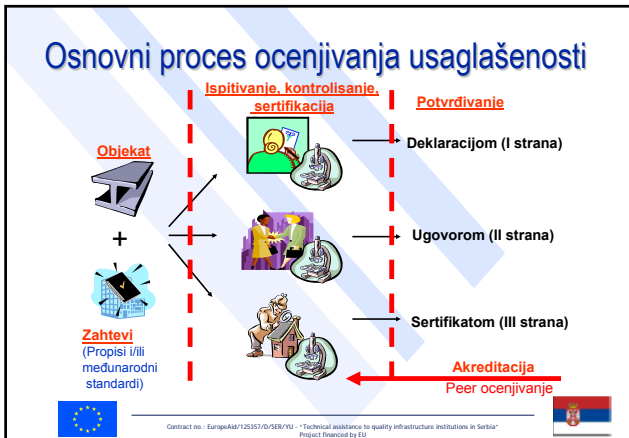 Osnovni proces ocenjivanja usaglašenosti
Ispitivanje, kontrolisanje,
sertifikacija
Potvrđivanje
Objekat
Deklaracijom (I strana)
+
Ugovorom (II strana)
Sertifikatom (III strana)
Zahtevi
(Propisi i/ili
međunarodni
standardi)
Akreditacija
Peer ocenjivanje
Contract no.: EuropeAid/125357/D/SER/YU - "Technical assistance to quality infrastructure institutions in Serbia"
Project financed by EU